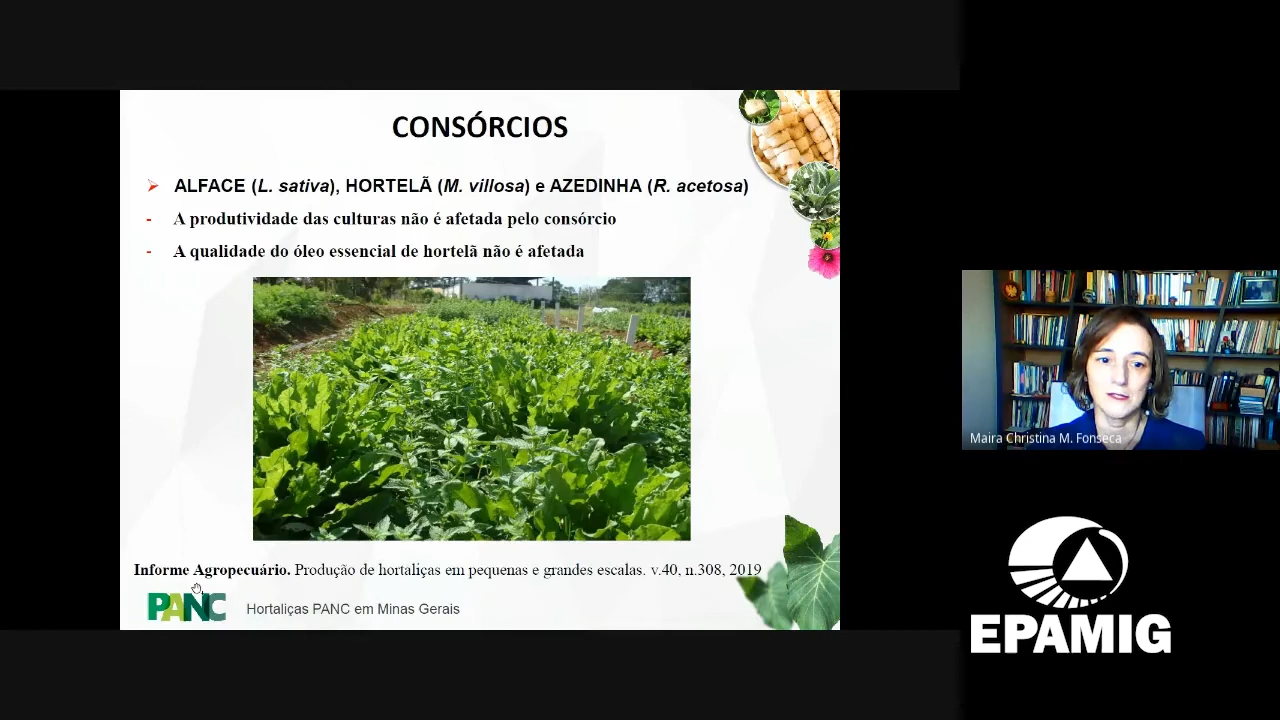 CONSÓRCIOS
ALFACE (L. sativa), HORTELÃ (M. villosa) e AZEDINHA (R. acetosa)
- A produtividade das culturas não é afetada pelo consórcio
- A qualidade do óleo essencial de hortelã não é afetada
Informe Agropecuário. Produção de hortaliças em pequenas e grandes escalas. v.40, n.308, 2019
PANC Hortaliças PANC em Minas Gerais
Maira Christina M. Fonseca
EPAMIG